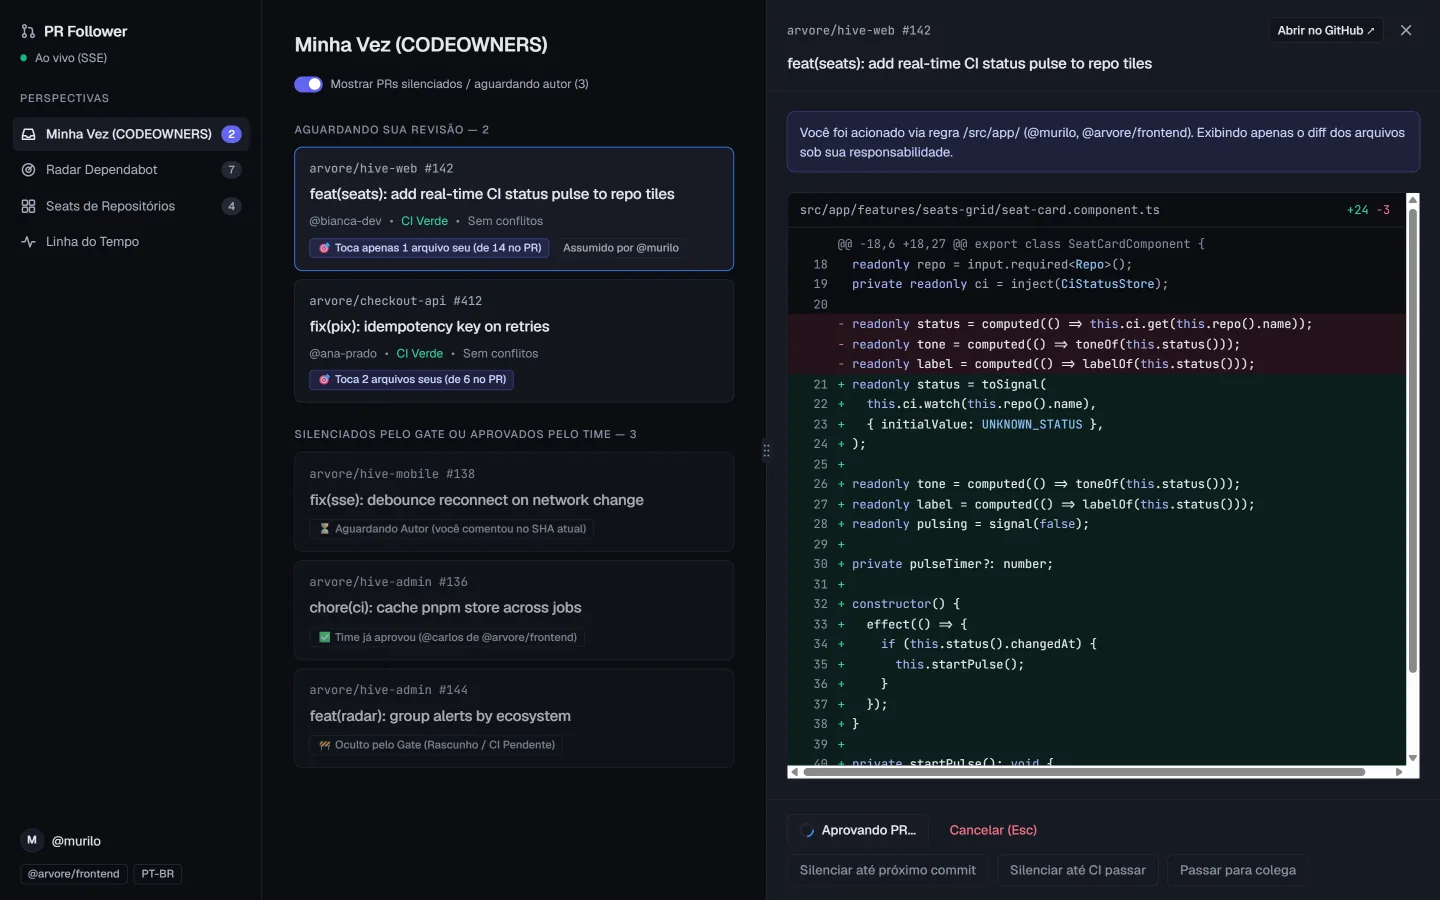 PR Follower
Ao vivo (SSE)
PERSPECTIVAS
Minha Vez (CODEOWNERS) 2
Radar Dependabot 7
Seats de Repositórios 4
Linha do Tempo
M @murilo
@arvore/frontend PT-BR
Minha Vez (CODEOWNERS)
Mostrar PRs silenciados / aguardando autor (3)
AGUARDANDO SUA REVISÃO — 2
arvore/hive-web #142
feat(seats): add real-time CI status pulse to repo tiles
@bianca-dev • CI Verde • Sem conflitos
🎯 Toca apenas 1 arquivo seu (de 14 no PR) Assumido por @murilo
arvore/checkout-api #412
fix(pix): idempotency key on retries
@ana-prado • CI Verde • Sem conflitos
🎯 Toca 2 arquivos seus (de 6 no PR)
SILENCIADOS PELO GATE OU APROVADOS PELO TIME — 3
arvore/hive-mobile #138
fix(sse): debounce reconnect on network change
⏳ Aguardando Autor (você comentou no SHA atual)
arvore/hive-admin #136
chore(ci): cache pnpm store across jobs
✅ Time já aprovou (@carlos de @arvore/frontend)
arvore/hive-admin #144
feat(radar): group alerts by ecosystem
🚧 Oculto pelo Gate (Rascunho / CI Pendente)
arvore/hive-web #142
Abrir no GitHub ↗
feat(seats): add real-time CI status pulse to repo tiles
Você foi acionado via regra /src/app/ (@murilo, @arvore/frontend). Exibindo apenas o diff dos arquivos
sob sua responsabilidade.
src/app/features/seats-grid/seat-card.component.ts +24 -3
@@ -18,6 +18,27 @@ export class SeatCardComponent {
18 readonly repo = input.required<Repo>();
19 private readonly ci = inject(CiStatusStore);
20
- readonly status = computed(() => this.ci.get(this.repo().name));
- readonly tone = computed(() => toneOf(this.status()));
- readonly label = computed(() => labelOf(this.status()));
21 + readonly status = toSignal(
22 + this.ci.watch(this.repo().name),
23 + { initialValue: UNKNOWN_STATUS },
24 + );
25 +
26 + readonly tone = computed(() => toneOf(this.status()));
27 + readonly label = computed(() => labelOf(this.status()));
28 + readonly pulsing = signal(false);
29 +
30 + private pulseTimer?: number;
31 +
32 + constructor() {
33 + effect(() => {
34 + if (this.status().changedAt) {
35 + this.startPulse();
36 + }
37 + });
38 + }
39 +
40 + private startPulse(): void {
Aprovando PR… Cancelar (Esc)
Silenciar até próximo commit Silenciar até CI passar Passar para colega